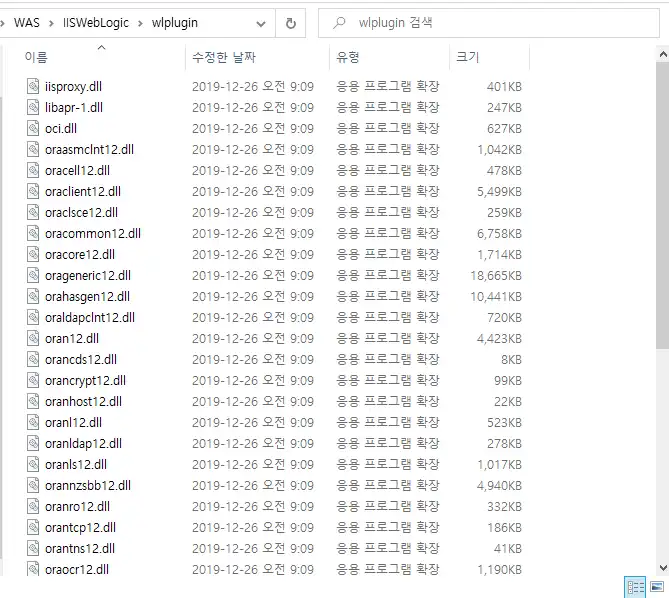 WAS > IISWebLogic > wlplugin
wlplugin 검색
이름 수정한 날짜 유형 크기
iisproxy.dll 2019-12-26 오전 9:09 응용 프로그램 확장 401KB
libapr-1.dll 2019-12-26 오전 9:09 응용 프로그램 확장 247KB
oci.dll 2019-12-26 오전 9:09 응용 프로그램 확장 627KB
oraasmclnt12.dll 2019-12-26 오전 9:09 응용 프로그램 확장 1,042KB
oracell12.dll 2019-12-26 오전 9:09 응용 프로그램 확장 478KB
oraclient12.dll 2019-12-26 오전 9:09 응용 프로그램 확장 5,499KB
oraclsce12.dll 2019-12-26 오전 9:09 응용 프로그램 확장 259KB
oracommon12.dll 2019-12-26 오전 9:09 응용 프로그램 확장 6,758KB
oracore12.dll 2019-12-26 오전 9:09 응용 프로그램 확장 1,714KB
orageneric12.dll 2019-12-26 오전 9:09 응용 프로그램 확장 18,665KB
orahasgen12.dll 2019-12-26 오전 9:09 응용 프로그램 확장 10,441KB
oraldapclnt12.dll 2019-12-26 오전 9:09 응용 프로그램 확장 720KB
oran12.dll 2019-12-26 오전 9:09 응용 프로그램 확장 4,423KB
orancds12.dll 2019-12-26 오전 9:09 응용 프로그램 확장 8KB
orancrypt12.dll 2019-12-26 오전 9:09 응용 프로그램 확장 99KB
oranhost12.dll 2019-12-26 오전 9:09 응용 프로그램 확장 22KB
oranl12.dll 2019-12-26 오전 9:09 응용 프로그램 확장 523KB
oranldap12.dll 2019-12-26 오전 9:09 응용 프로그램 확장 278KB
oranls12.dll 2019-12-26 오전 9:09 응용 프로그램 확장 1,017KB
orannzsbb12.dll 2019-12-26 오전 9:09 응용 프로그램 확장 4,940KB
oranro12.dll 2019-12-26 오전 9:09 응용 프로그램 확장 332KB
orantcp12.dll 2019-12-26 오전 9:09 응용 프로그램 확장 186KB
orantns12.dll 2019-12-26 오전 9:09 응용 프로그램 확장 41KB
oraocr12.dll 2019-12-26 오전 9:09 응용 프로그램 확장 1,190KB